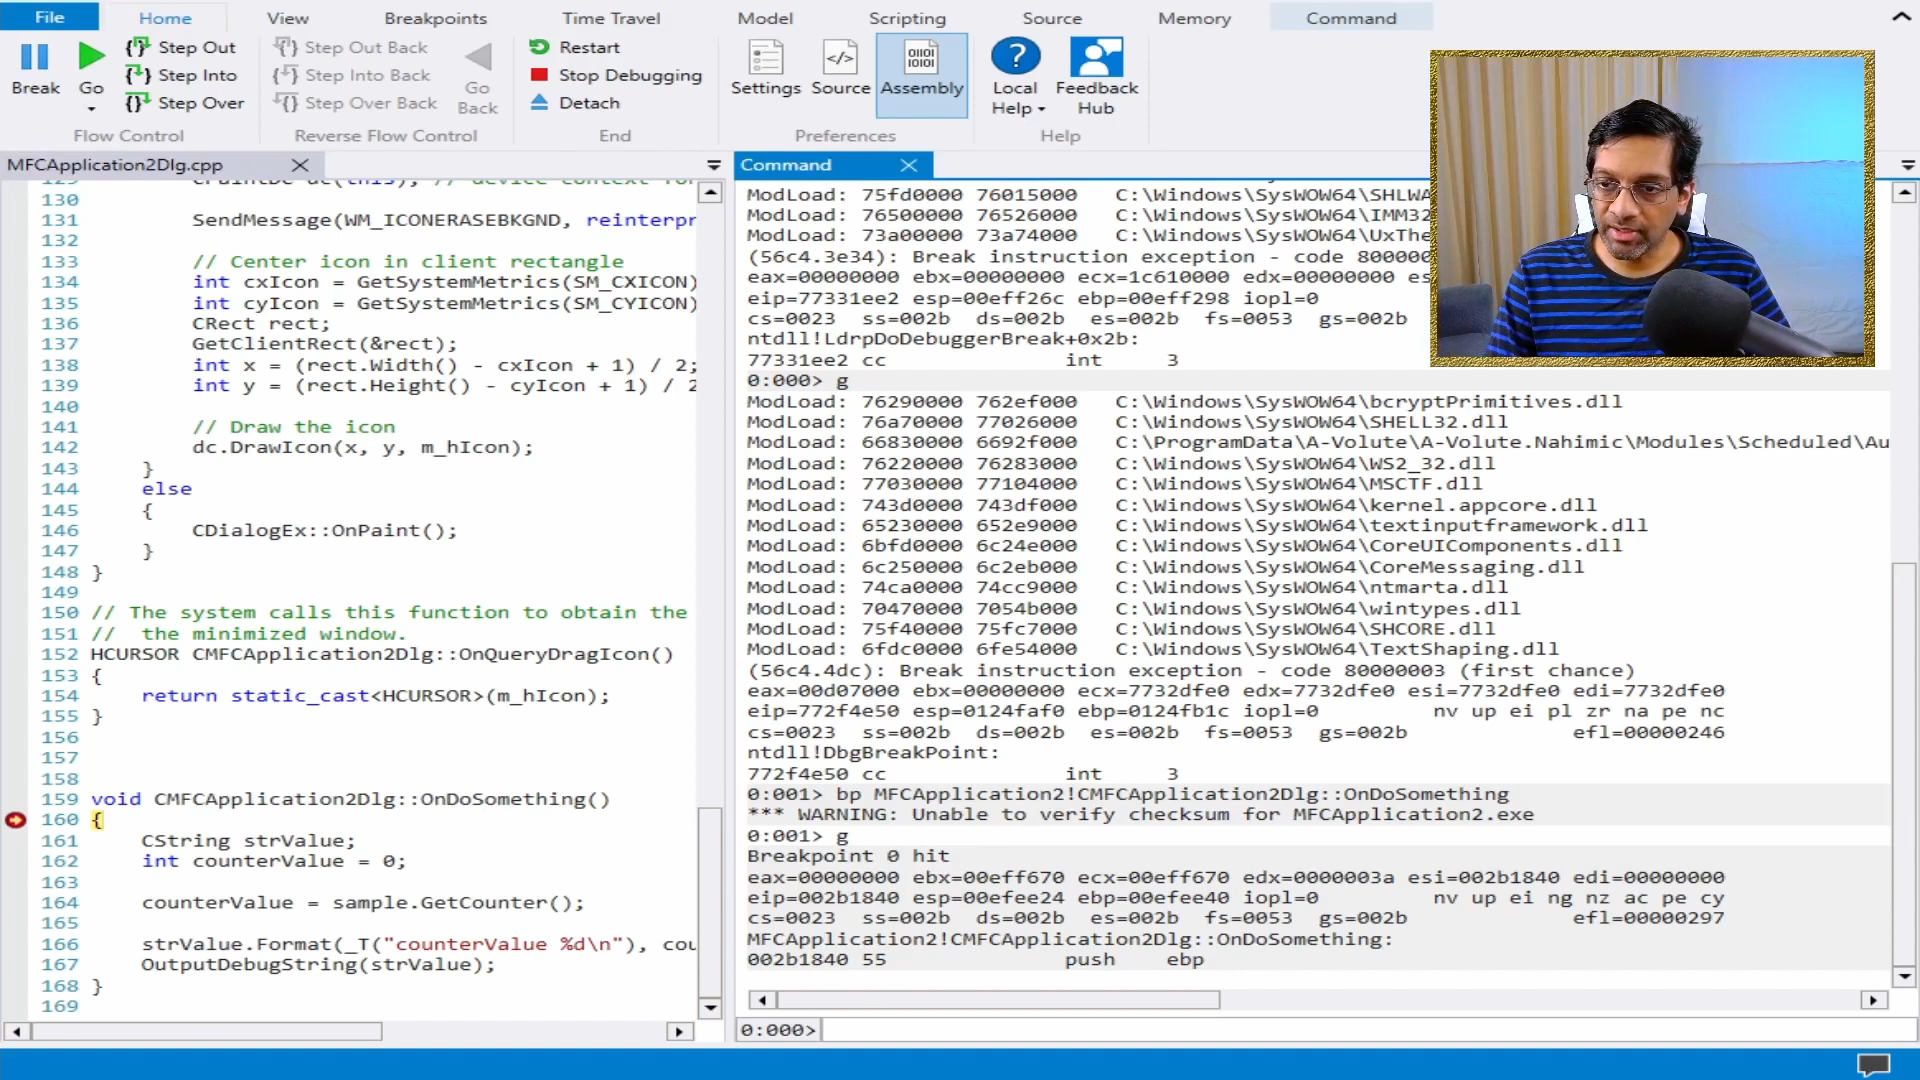 File Home View Breakpoints Time Travel Model Scripting Source Memory Command
Break
Go
Step Out
Step Into
Step Over
Flow Control
Step Out Back
Step Into Back
Step Over Back
Go Back
Reverse Flow Control
Restart
Stop Debugging
Detach
End
Settings Source Assembly
Preferences
Local Help
Feedback Hub
Help
MFCApplication2Dlg.cpp
129 CPaintDC dc(this); // device context for
130
131 SendMessage(WM_ICONERASEBKGND, reinterpr
132
133 // Center icon in client rectangle
134 int cxIcon = GetSystemMetrics(SM_CXICON)
135 int cyIcon = GetSystemMetrics(SM_CYICON)
136 CRect rect;
137 GetClientRect(&rect);
138 int x = (rect.Width() - cxIcon + 1) / 2;
139 int y = (rect.Height() - cyIcon + 1) / 2
140
141 // Draw the icon
142 dc.DrawIcon(x, y, m_hIcon);
143 }
144 else
145 {
146 CDialogEx::OnPaint();
147 }
148 }
149
150 // The system calls this function to obtain the
151 //  the minimized window.
152 HCURSOR CMFCApplication2Dlg::OnQueryDragIcon()
153 {
154 return static_cast<HCURSOR>(m_hIcon);
155 }
156
157
158
159 void CMFCApplication2Dlg::OnDoSomething()
160 {
161 CString strValue;
162 int counterValue = 0;
163
164 counterValue = sample.GetCounter();
165
166 strValue.Format(_T("counterValue %d\n"), cou
167 OutputDebugString(strValue);
168 }
169
Command
ModLoad: 75fd0000 76015000   C:\Windows\SysWOW64\SHLWA
ModLoad: 76500000 76526000   C:\Windows\SysWOW64\IMM32
ModLoad: 73a00000 73a74000   C:\Windows\SysWOW64\UxThe
(56c4.3e34): Break instruction exception - code 800000
eax=00000000 ebx=00000000 ecx=1c610000 edx=00000000 es
eip=77331ee2 esp=00eff26c ebp=00eff298 iopl=0
cs=0023  ss=002b  ds=002b  es=002b  fs=0053  gs=002b
ntdll!LdrpDoDebuggerBreak+0x2b:
77331ee2 cc              int     3
0:000> g
ModLoad: 76290000 762ef000   C:\Windows\SysWOW64\bcryptPrimitives.dll
ModLoad: 76a70000 77026000   C:\Windows\SysWOW64\SHELL32.dll
ModLoad: 66830000 6692f000   C:\ProgramData\A-Volute\A-Volute.Nahimic\Modules\Scheduled\Au
ModLoad: 76220000 76283000   C:\Windows\SysWOW64\WS2_32.dll
ModLoad: 77030000 77104000   C:\Windows\SysWOW64\MSCTF.dll
ModLoad: 743d0000 743df000   C:\Windows\SysWOW64\kernel.appcore.dll
ModLoad: 65230000 652e9000   C:\Windows\SysWOW64\textinputframework.dll
ModLoad: 6bfd0000 6c24e000   C:\Windows\SysWOW64\CoreUIComponents.dll
ModLoad: 6c250000 6c2eb000   C:\Windows\SysWOW64\CoreMessaging.dll
ModLoad: 74ca0000 74cc9000   C:\Windows\SysWOW64\ntmarta.dll
ModLoad: 70470000 7054b000   C:\Windows\SysWOW64\wintypes.dll
ModLoad: 75f40000 75fc7000   C:\Windows\SysWOW64\SHCORE.dll
ModLoad: 6fdc0000 6fe54000   C:\Windows\SysWOW64\TextShaping.dll
(56c4.4dc): Break instruction exception - code 80000003 (first chance)
eax=00d07000 ebx=00000000 ecx=7732dfe0 edx=7732dfe0 esi=7732dfe0 edi=7732dfe0
eip=772f4e50 esp=0124faf0 ebp=0124fb1c iopl=0         nv up ei pl zr na pe nc
cs=0023  ss=002b  ds=002b  es=002b  fs=0053  gs=002b             efl=00000246
ntdll!DbgBreakPoint:
772f4e50 cc              int     3
0:001> bp MFCApplication2!CMFCApplication2Dlg::OnDoSomething
*** WARNING: Unable to verify checksum for MFCApplication2.exe
0:001> g
Breakpoint 0 hit
eax=00000000 ebx=00eff670 ecx=00eff670 edx=0000003a esi=002b1840 edi=00000000
eip=002b1840 esp=00efee24 ebp=00efee40 iopl=0         nv up ei ng nz ac pe cy
cs=0023  ss=002b  ds=002b  es=002b  fs=0053  gs=002b             efl=00000297
MFCApplication2!CMFCApplication2Dlg::OnDoSomething:
002b1840 55              push    ebp
0:000>